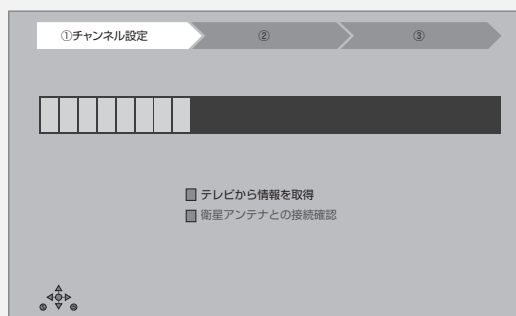 ①チャンネル設定
②
③
テレビから情報を取得
衛星アンテナとの接続確認